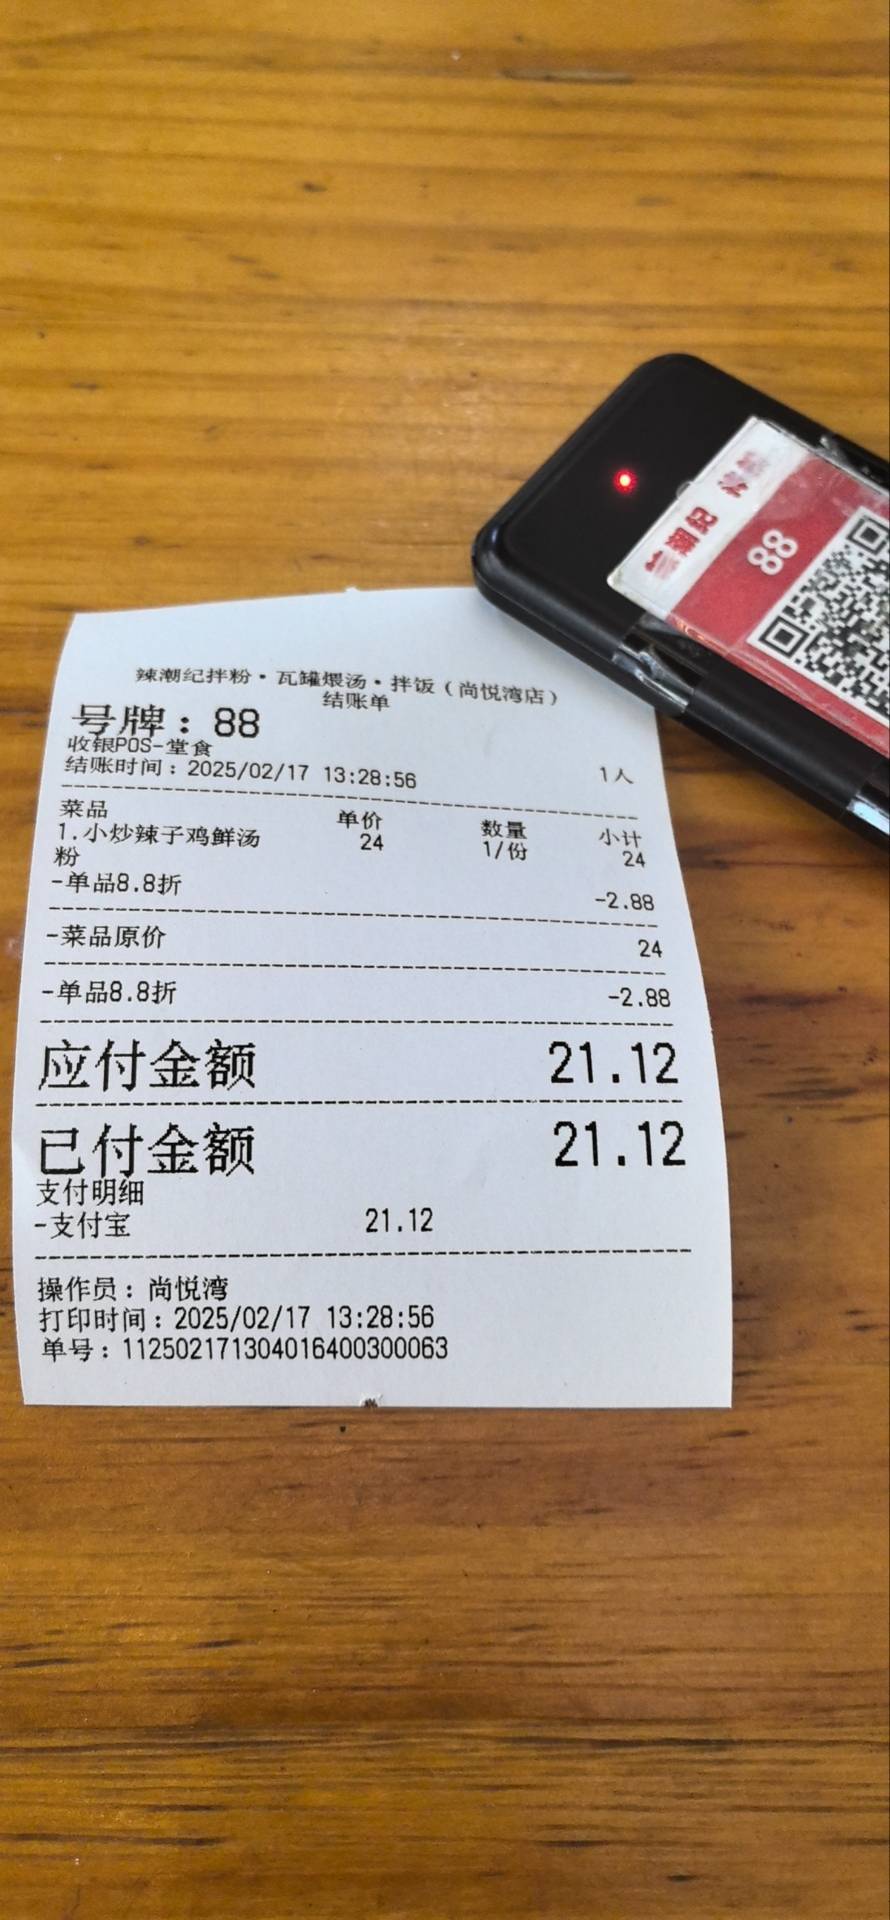 辣潮纪拌粉·瓦罐煨汤·拌饭（尚悦湾店）
结账单
号牌：88
收银POS-堂食
结账时间：2025/02/17 13:28:56 1人
菜品 单价 数量 小计
1.小炒辣子鸡鲜汤 24 1/份 24
粉
-单品8.8折 -2.88
-菜品原价 24
-单品8.8折 -2.88
应付金额 21.12
已付金额 21.12
支付明细
-支付宝 21.12
操作员：尚悦湾
打印时间：2025/02/17 13:28:56
单号：112502171304016400300063
潮纪
88